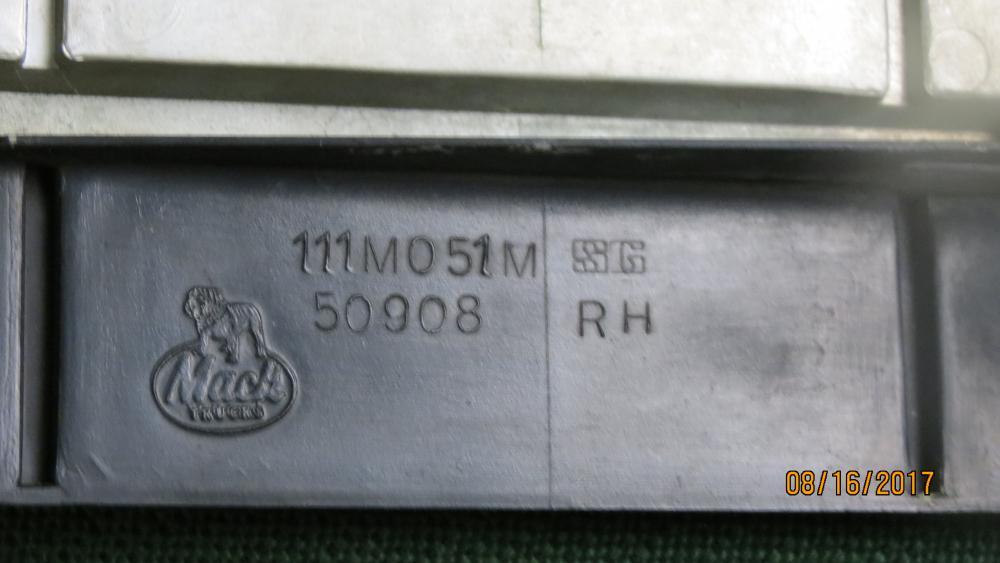 111M051M SG
50908 RH
Mack
TRUCKS
08/16/2017